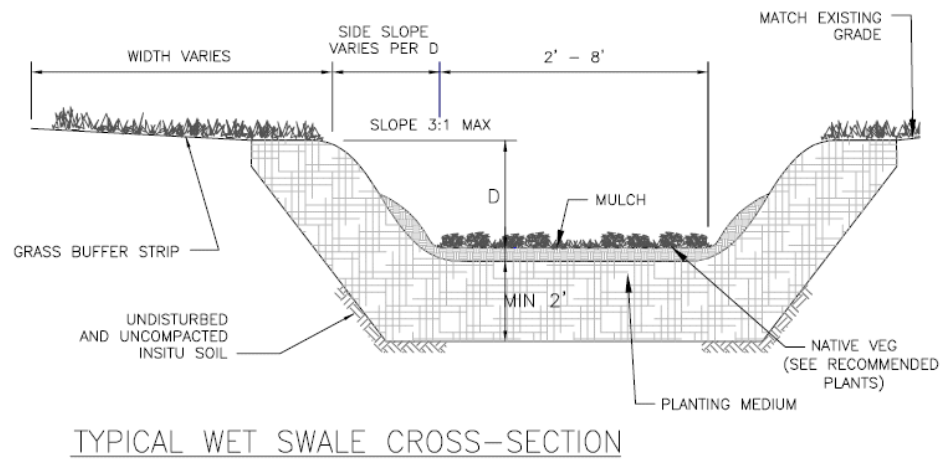 MATCH EXISTING
GRADE
SIDE SLOPE
VARIES PER D
WIDTH VARIES
2' - 8'
SLOPE 3:1 MAX
D
MULCH
GRASS BUFFER STRIP
MIN 2'
UNDISTURBED
AND UNCOMPACTED
INSITU SOIL
NATIVE VEG
(SEE RECOMMENDED
PLANTS)
PLANTING MEDIUM
TYPICAL WET SWALE CROSS-SECTION